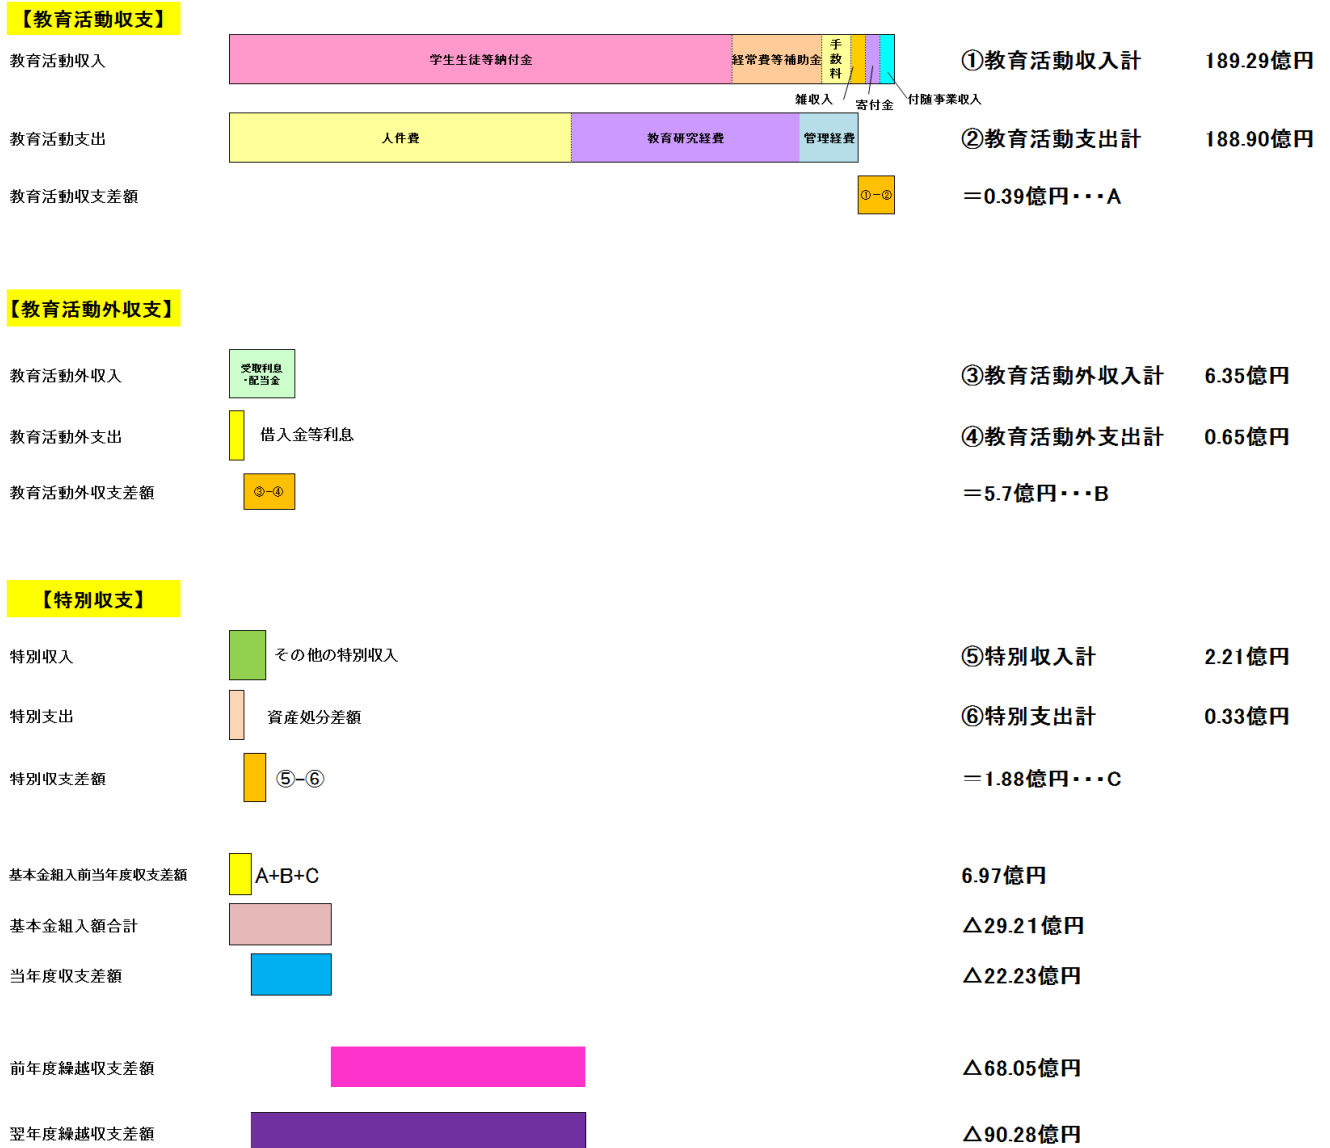 【教育活動収支】
教育活動収入 学生生徒等納付金 経常費等補助金 手数料 ①教育活動収入計 189.29億円
雑収入 寄付金 付随事業収入
教育活動支出 人件費 教育研究経費 管理経費 ②教育活動支出計 188.90億円
教育活動収支差額 ①－② ＝0.39億円・・・A
【教育活動外収支】
教育活動外収入 受取利息・配当金 ③教育活動外収入計 6.35億円
教育活動外支出 借入金等利息 ④教育活動外支出計 0.65億円
教育活動外収支差額 ③-④ ＝5.7億円・・・B
【特別収支】
特別収入 その他の特別収入 ⑤特別収入計 2.21億円
特別支出 資産処分差額 ⑥特別支出計 0.33億円
特別収支差額 ⑤-⑥ ＝1.88億円・・・C
基本金組入前当年度収支差額 A+B+C 6.97億円
基本金組入額合計 △29.21億円
当年度収支差額 △22.23億円
前年度繰越収支差額 △68.05億円
翌年度繰越収支差額 △90.28億円